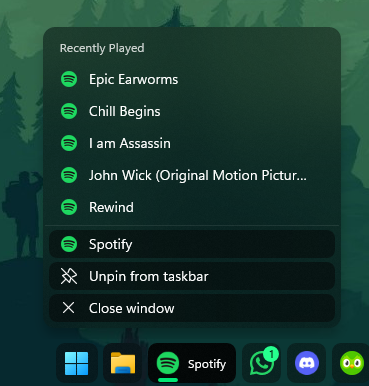 Recently Played
Epic Earworms
Chill Begins
I am Assassin
John Wick (Original Motion Pictur...
Rewind
Spotify
Unpin from taskbar
Close window
Spotify
1